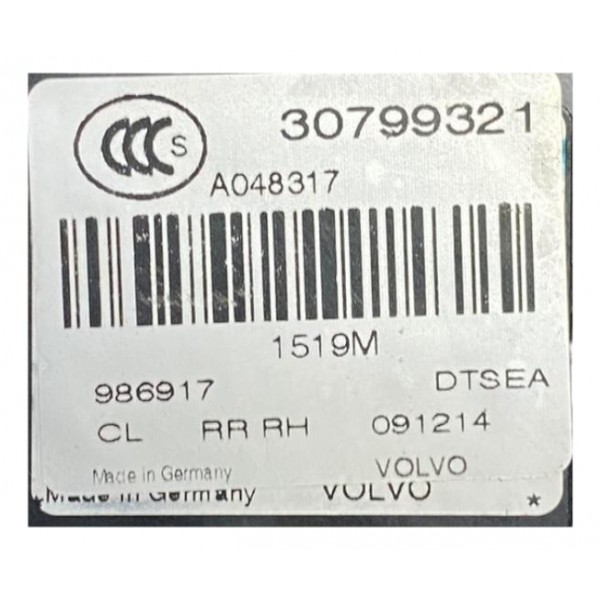 CCC S 30799321
A048317
1519M
986917 DTSEA
CL RR RH 091214
Made in Germany VOLVO
Made in Germany VOLVO *